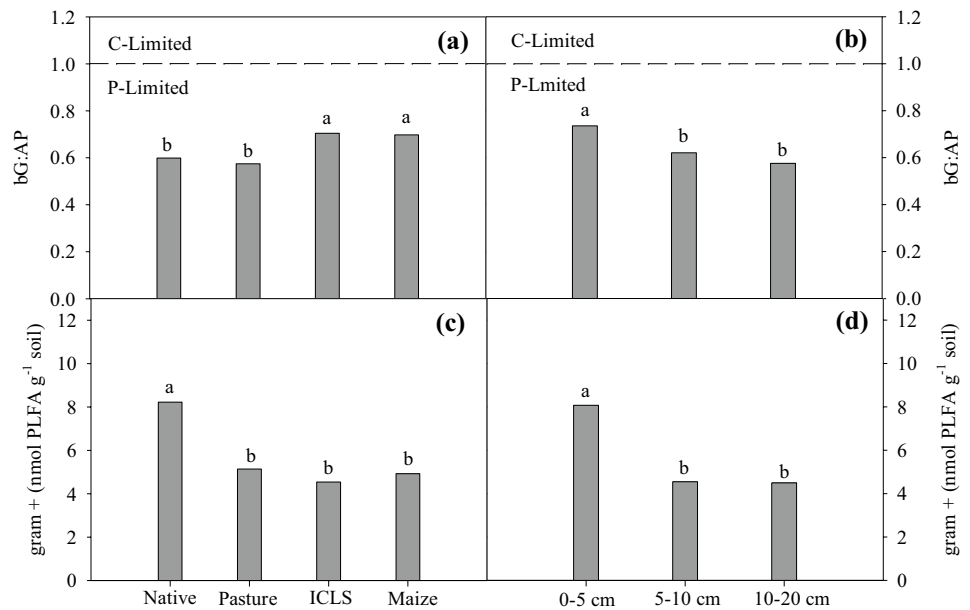 1.2
1.0
0.8
0.6
0.4
0.2
0.0
bG:AP
C-Limited
P-Limited
(a)
b
b
a
a
C-Limited
P-Lmited
(b)
a
b
b
1.2
1.0
0.8
0.6
0.4
0.2
0.0
bG:AP
12
10
8
6
4
2
0
gram + (nmol PLFA g-1 soil)
(c)
a
b
b
b
Native
Pasture
ICLS
Maize
(d)
a
b
b
0-5 cm
5-10 cm
10-20 cm
12
10
8
6
4
2
0
gram + (nmol PLFA g-1 soil)